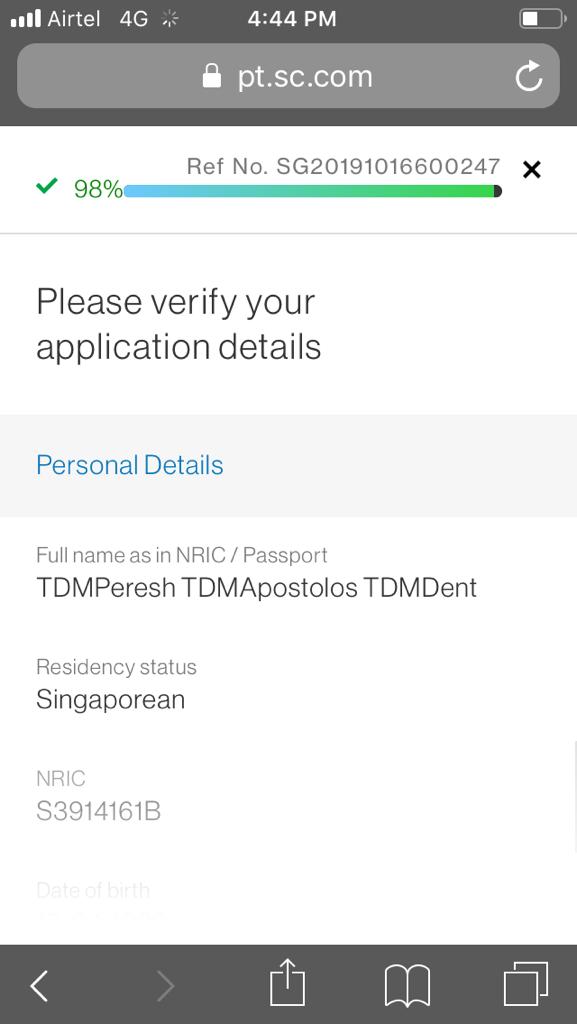 Airtel 4G 4:44 PM
pt.sc.com
Ref No. SG20191016600247
98%
Please verify your
application details
Personal Details
Full name as in NRIC / Passport
TDMPeresh TDMApostolos TDMDent
Residency status
Singaporean
NRIC
S3914161B
Date of birth